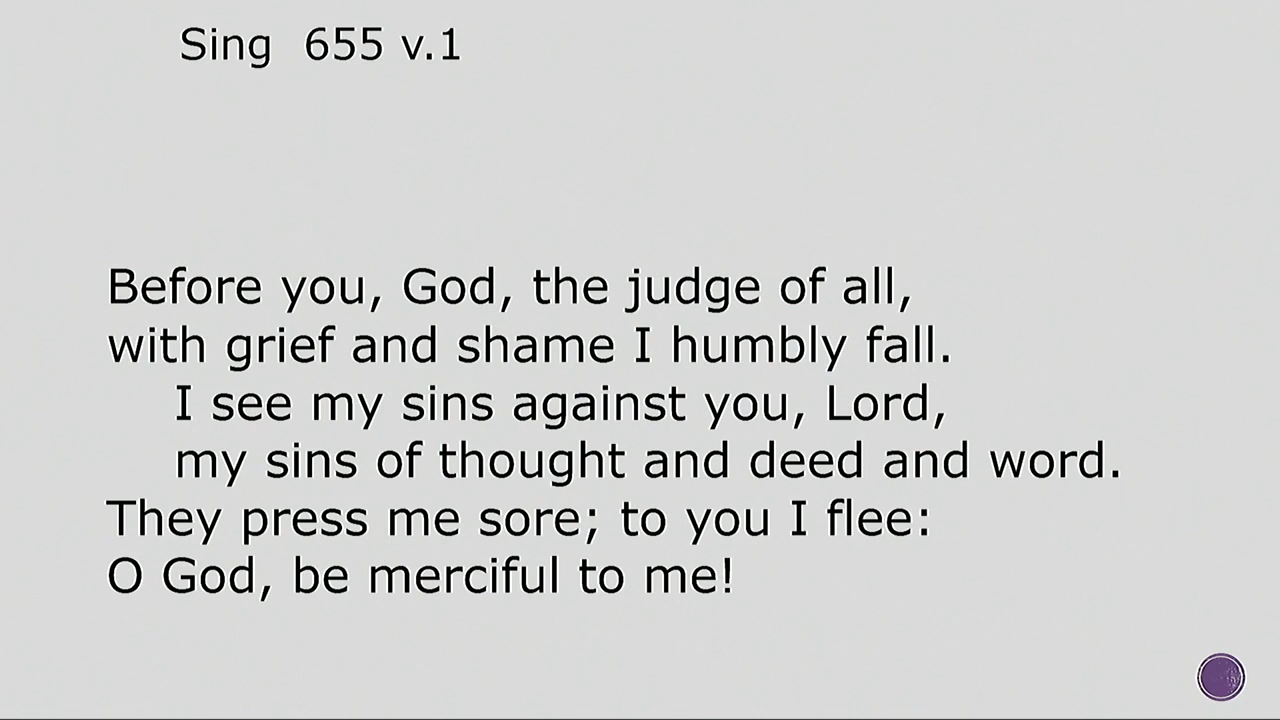 Sing 655 v.1
Before you, God, the judge of all,
with grief and shame I humbly fall.
I see my sins against you, Lord,
my sins of thought and deed and word.
They press me sore; to you I flee:
O God, be merciful to me!